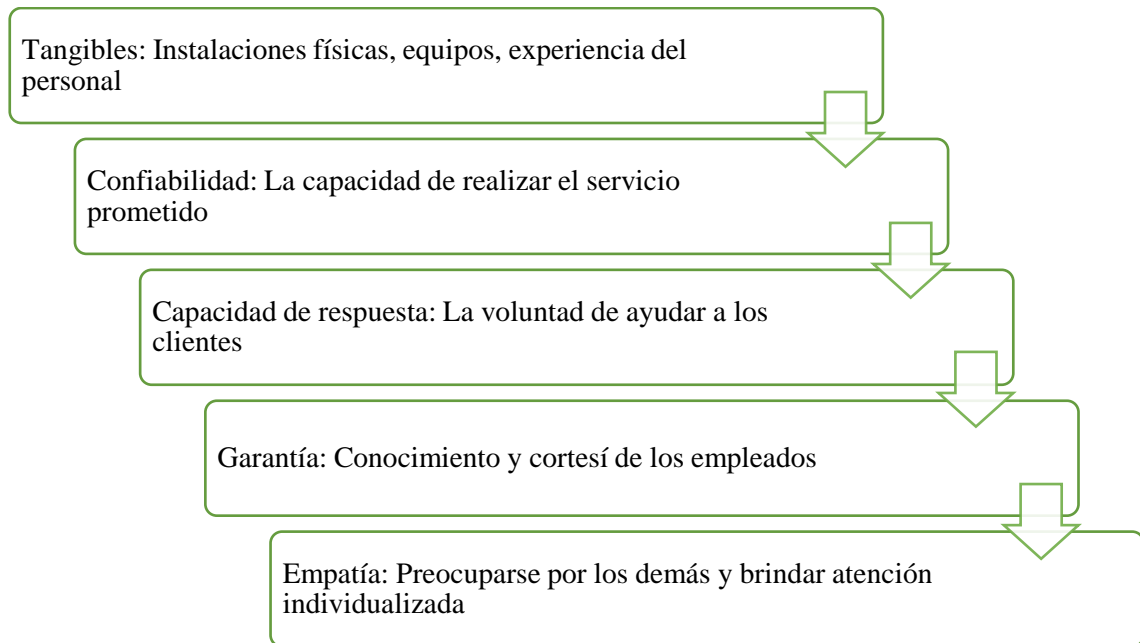 Tangibles: Instalaciones físicas, equipos, experiencia del
personal
Confiabilidad: La capacidad de realizar el servicio
prometido
Capacidad de respuesta: La voluntad de ayudar a los
clientes
Garantía: Conocimiento y cortesí de los empleados
Empatía: Preocuparse por los demás y brindar atención
individualizada